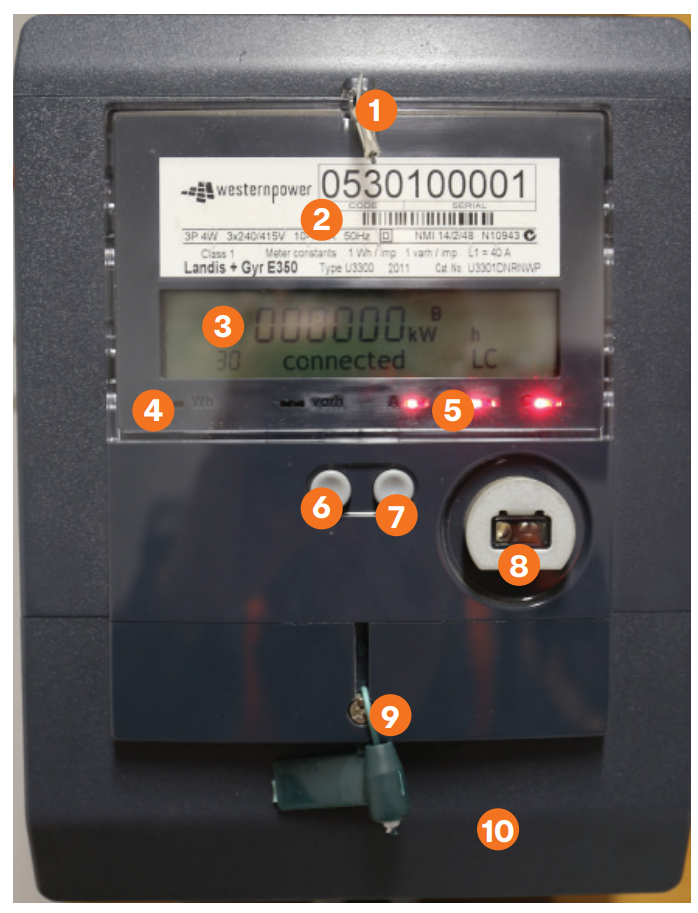 1
westernpower 0530100001
CODE SERIAL
2
3P 4W 3x240/415V 50Hz NMI 14/2/48 N10943
Class 1 Meter constants 1 Wh / imp 1 varh / imp L1 = 40 A
Landis + Gyr E350 Type U3300 2011 Cat. No. U3301DNRNWP
3 000000 kW B h
30 connected LC
4 Wh varh A 5 C
6 7
8
9
10